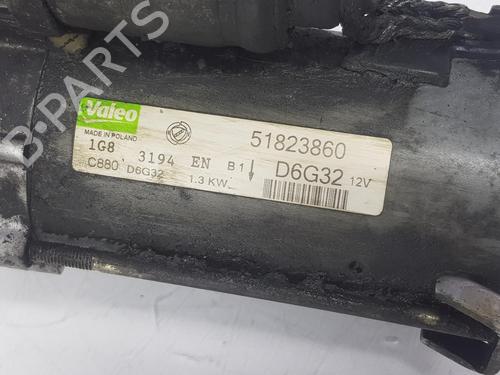 B-PARTS
Valeo
MADE IN POLAND
51823860
1G8 3194 EN B1
D6G32 12V
C880 D6G32 1.3 KW